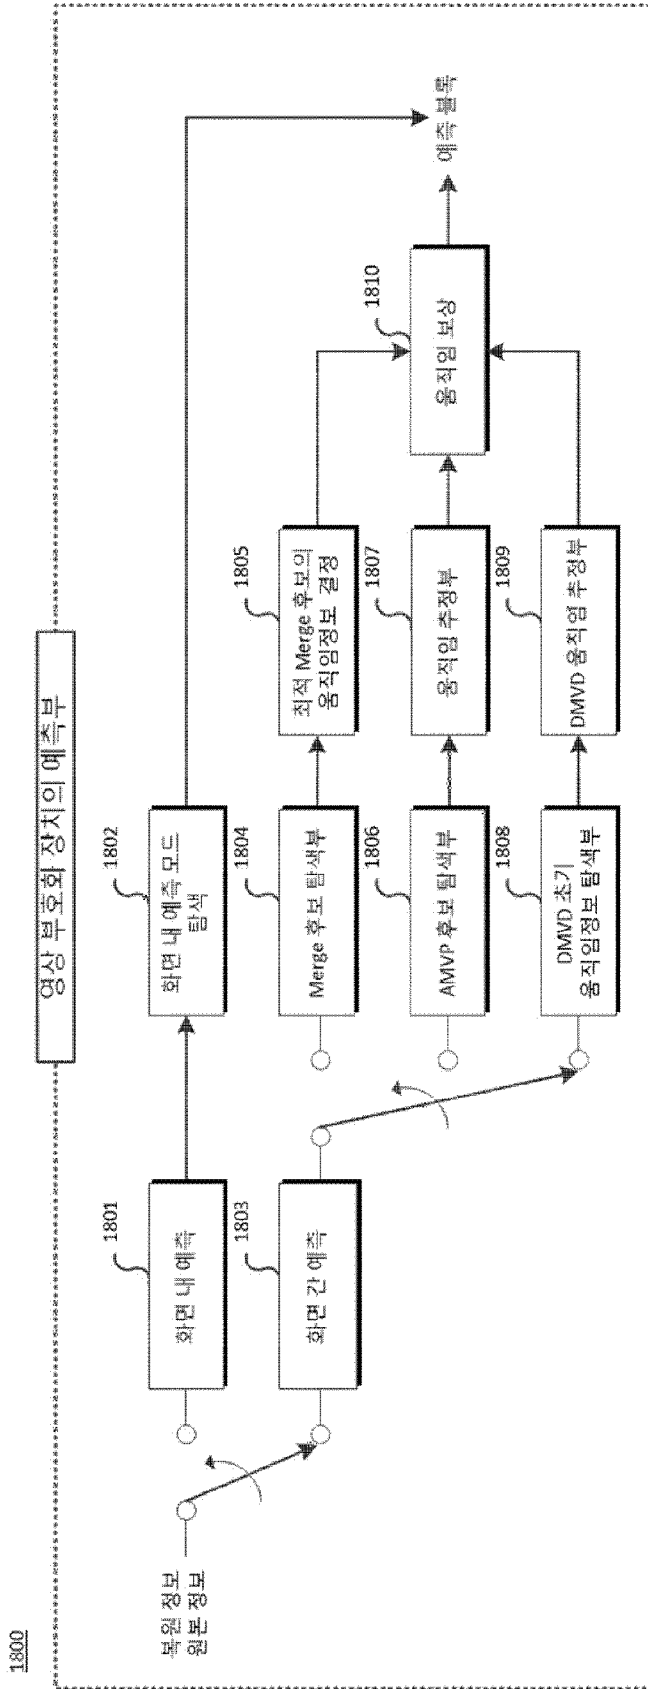 1800
영상 부호화 장치의 예측부
복원 정보
원본 정보
1801
화면 내 예측
1802
화면 내 예측 모드
탐색
1803
화면 간 예측
1804
Merge 후보 탐색부
1805
최적 Merge 후보의
움직임정보 결정
1806
AMVP 후보 탐색부
1807
움직임 추정부
1808
DMVD 초기
움직임정보 탐색부
1809
DMVD 움직임 추정부
1810
움직임 보상
예측 블록